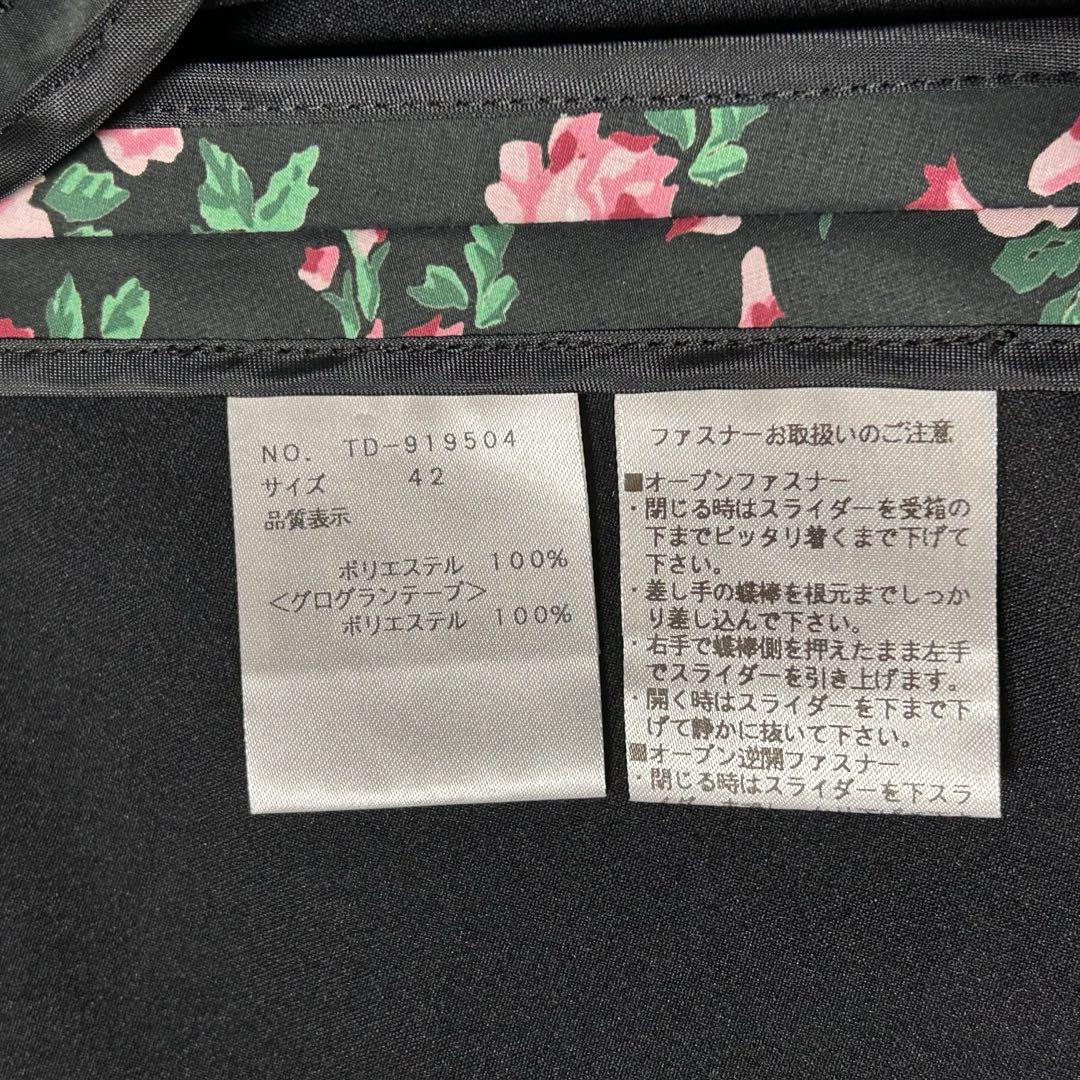 NO. TD-919504
サイズ 42
品質表示
ポリエステル 100%
<グログランテープ>
ポリエステル 100%
ファスナーお取扱いのご注意
■オープンファスナー
・閉じる時はスライダーを受箱の
下までピッタリ着くまで下げて
下さい。
・差し手の蝶棒を根元までしっか
り差し込んで下さい。
・右手で蝶棒側を押えたまま左手
でスライダーを引き上げます。
・開く時はスライダーを下まで下
げて静かに抜いて下さい。
■オープン逆開ファスナー
・閉じる時はスライダーを下スラ